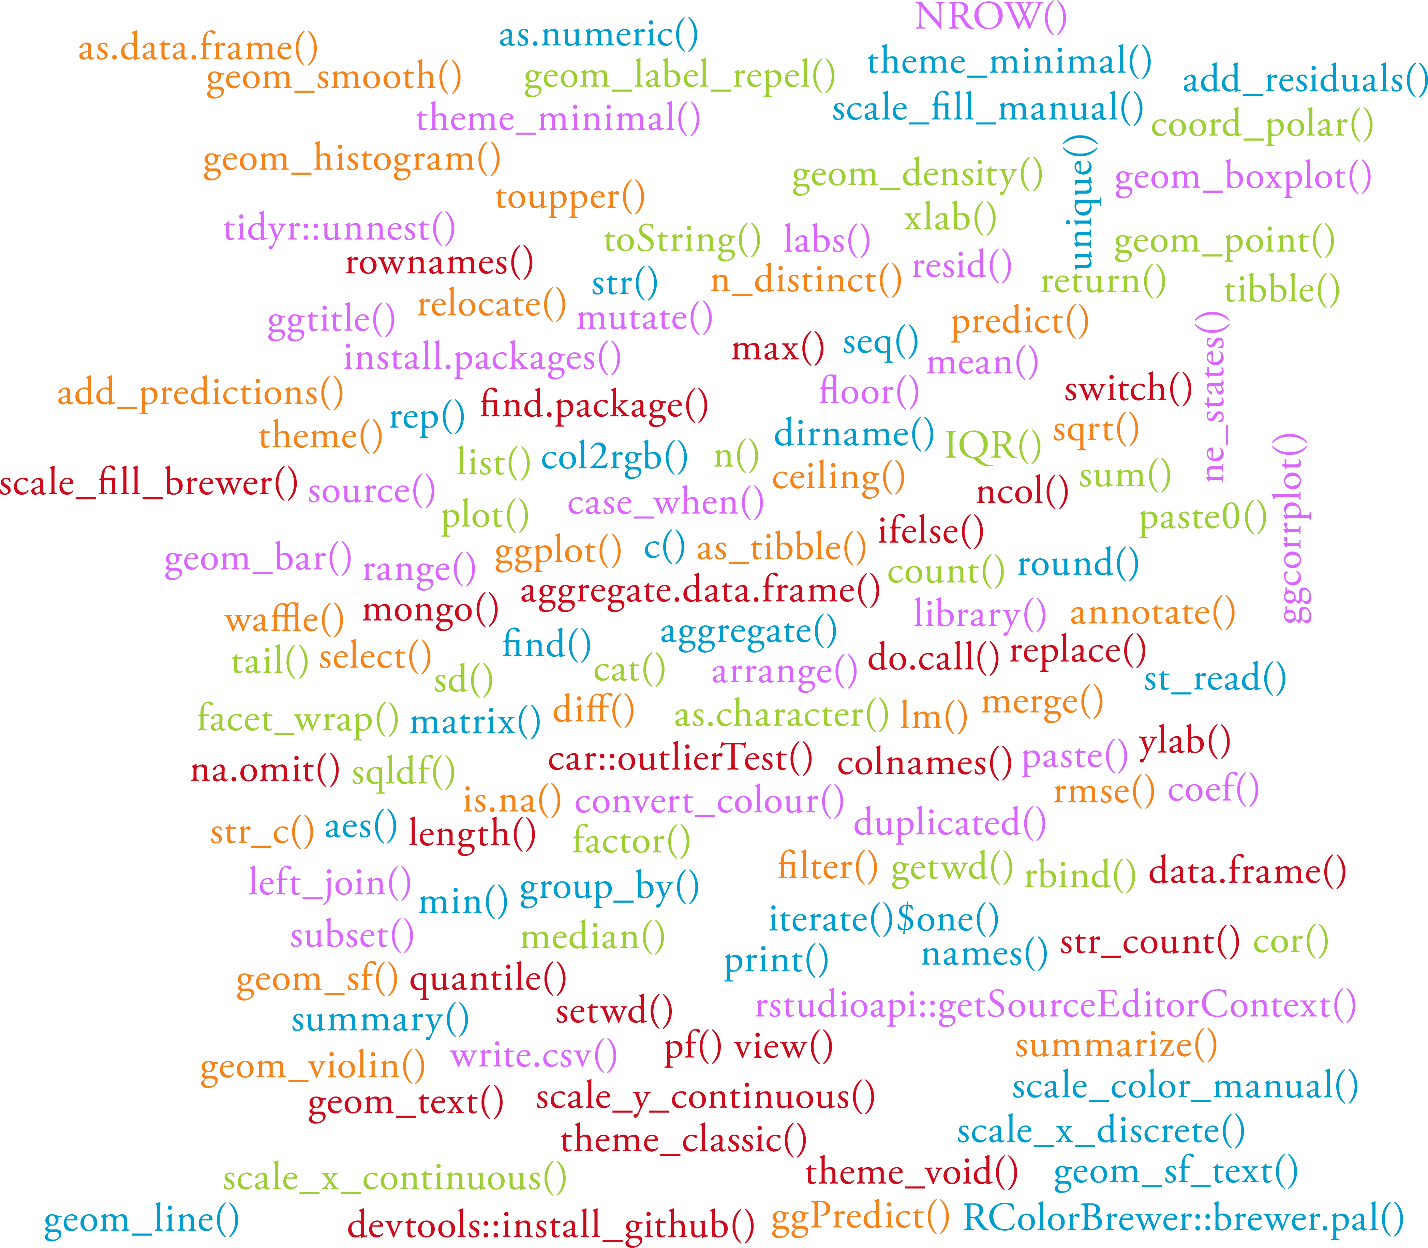 NROW()
as.data.frame()
as.numeric()
geom_smooth()
geom_label_repel()
theme_minimal()
add_residuals()
theme_minimal()
scale_fill_manual()
coord_polar()
geom_histogram()
toupper()
geom_density()
unique()
geom_boxplot()
tidyr::unnest()
toString()
labs()
xlab()
geom_point()
rownames()
str()
n_distinct()
resid()
return()
tibble()
ggtitle()
relocate()
mutate()
predict()
install.packages()
max()
seq()
mean()
ne_states()
add_predictions()
rep()
find.package()
floor()
switch()
theme()
list()
col2rgb()
n()
dirname()
IQR()
sqrt()
scale_fill_brewer()
source()
plot()
case_when()
ceiling()
ncol()
sum()
paste0()
ggcorrplot()
geom_bar()
range()
ggplot()
c()
as_tibble()
ifelse()
count()
round()
waffle()
mongo()
aggregate.data.frame()
library()
annotate()
tail()
select()
find()
aggregate()
sd()
cat()
arrange()
do.call()
replace()
st_read()
facet_wrap()
matrix()
diff()
as.character()
lm()
merge()
na.omit()
sqldf()
car::outlierTest()
colnames()
paste()
ylab()
is.na()
convert_colour()
rmse()
coef()
str_c()
aes()
length()
factor()
duplicated()
left_join()
min()
group_by()
filter()
getwd()
rbind()
data.frame()
subset()
median()
iterate()$one()
print()
names()
str_count()
cor()
geom_sf()
quantile()
summary()
setwd()
rstudioapi::getSourceEditorContext()
geom_violin()
write.csv()
pf()
view()
summarize()
geom_text()
scale_y_continuous()
scale_color_manual()
theme_classic()
scale_x_discrete()
scale_x_continuous()
theme_void()
geom_sf_text()
geom_line()
devtools::install_github()
ggPredict()
RColorBrewer::brewer.pal()